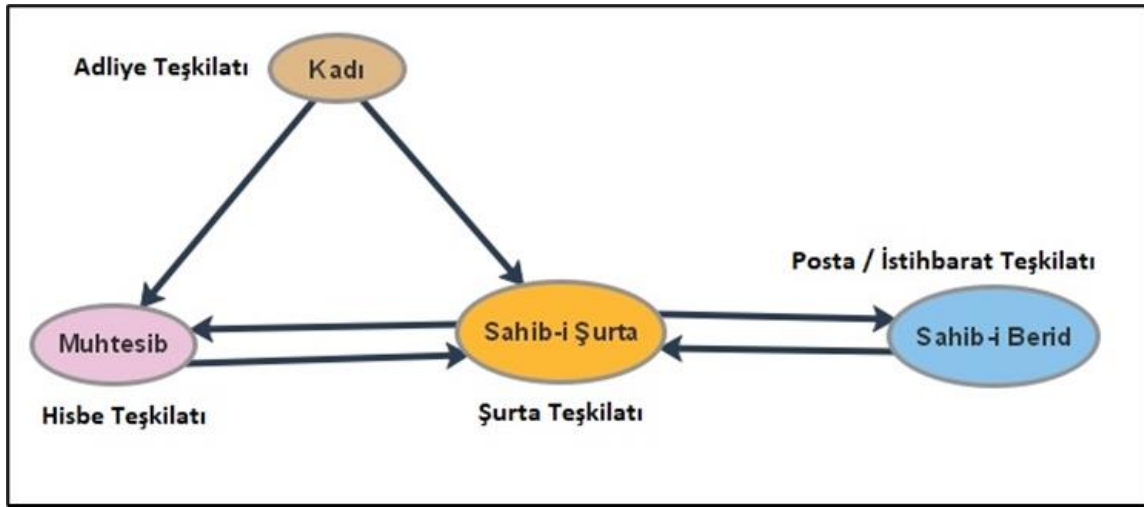 Adliye Teşkilatı
Kadı
Posta / İstihbarat Teşkilatı
Muhtesib
Sahib-i Şurta
Sahib-i Berid
Hisbe Teşkilatı
Şurta Teşkilatı